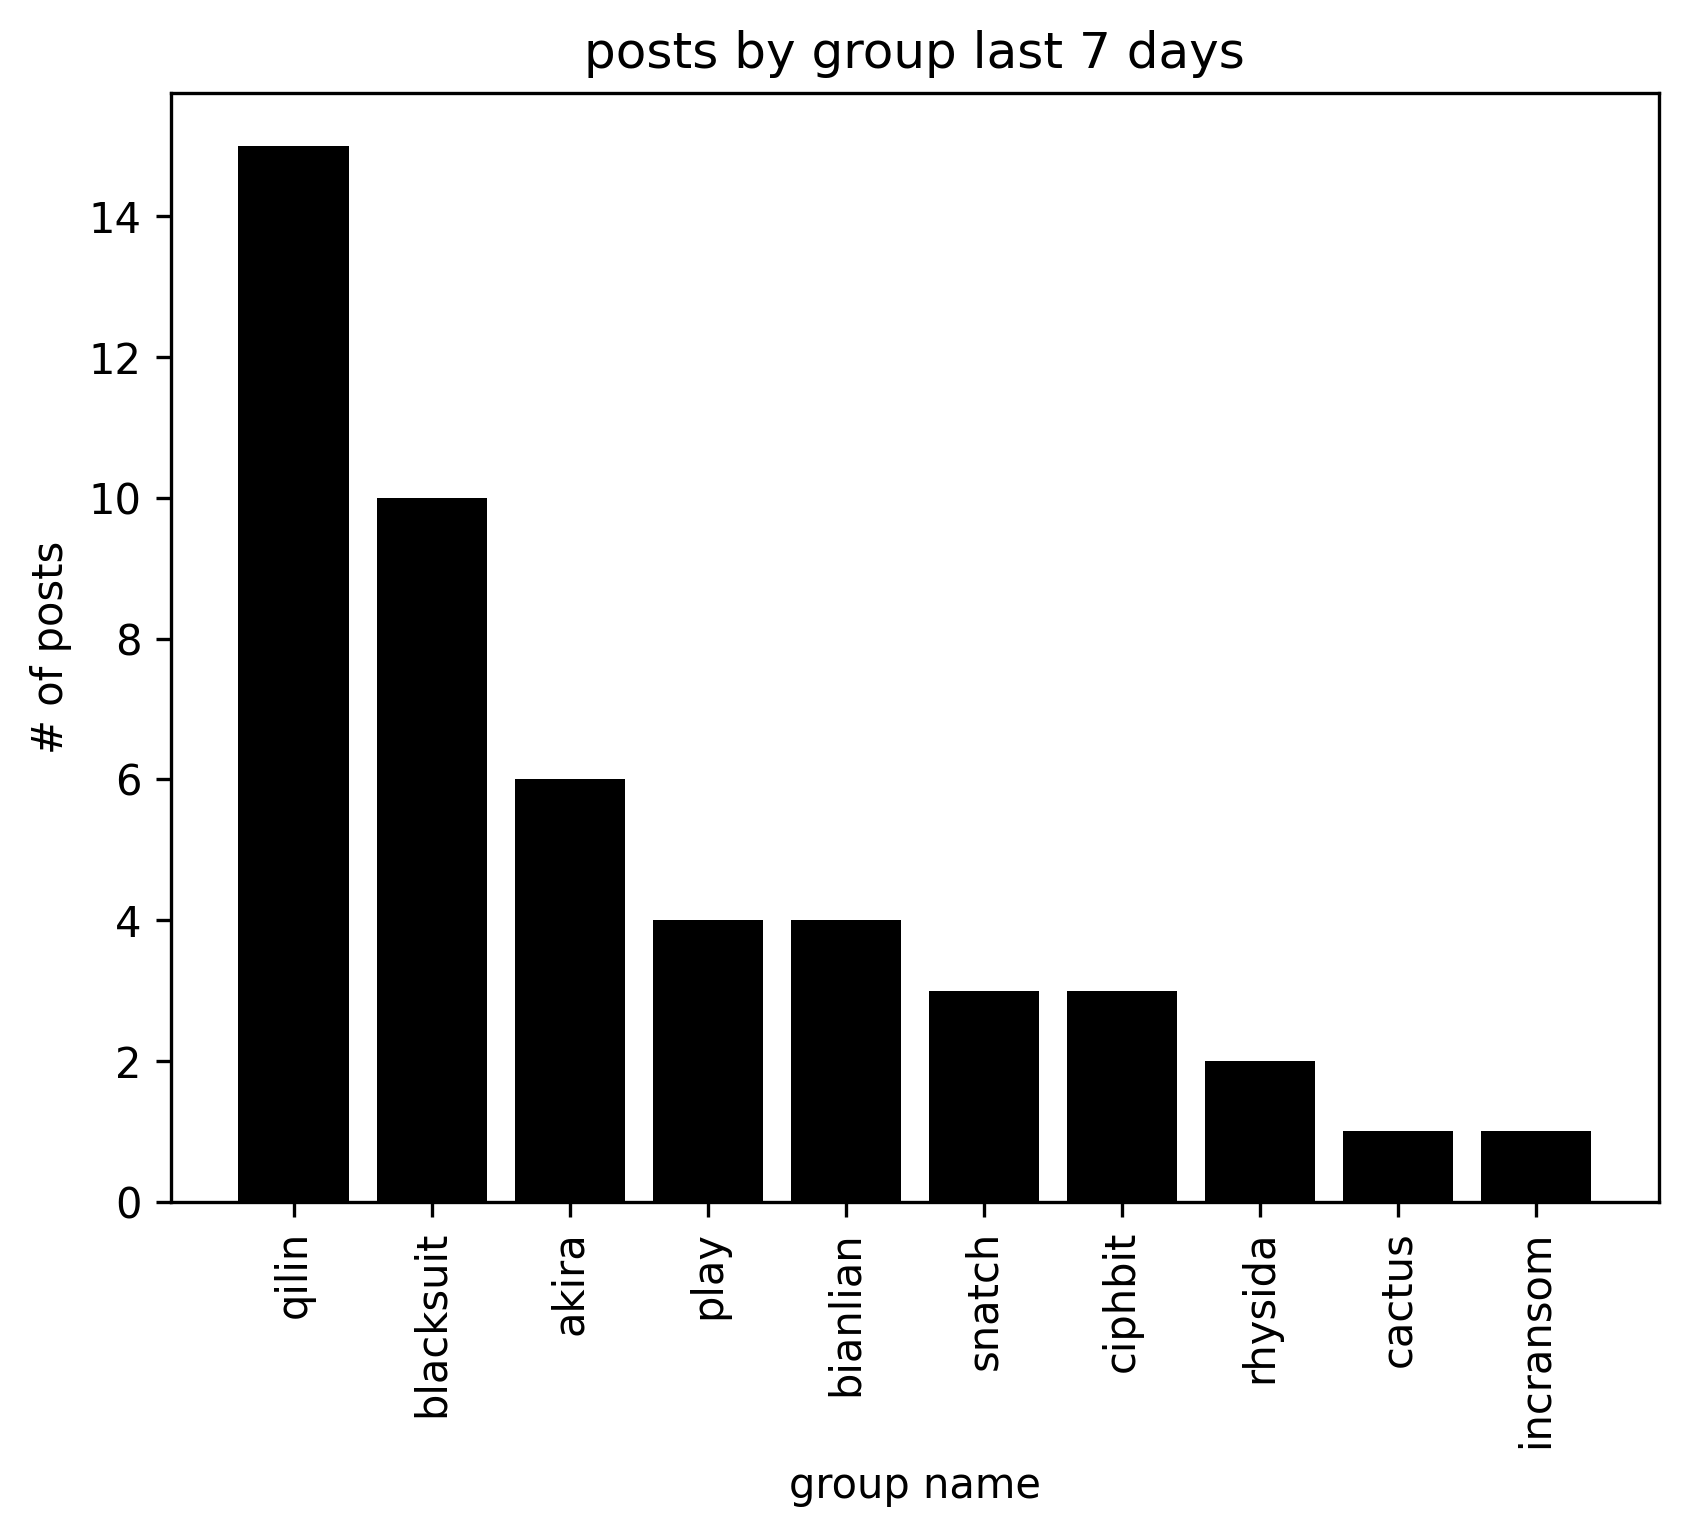 posts by group last 7 days
# of posts
14
12
10
8
6
4
2
0
qilin
blacksuit
akira
play
bianlian
snatch
ciphbit
rhysida
cactus
incransom
group name